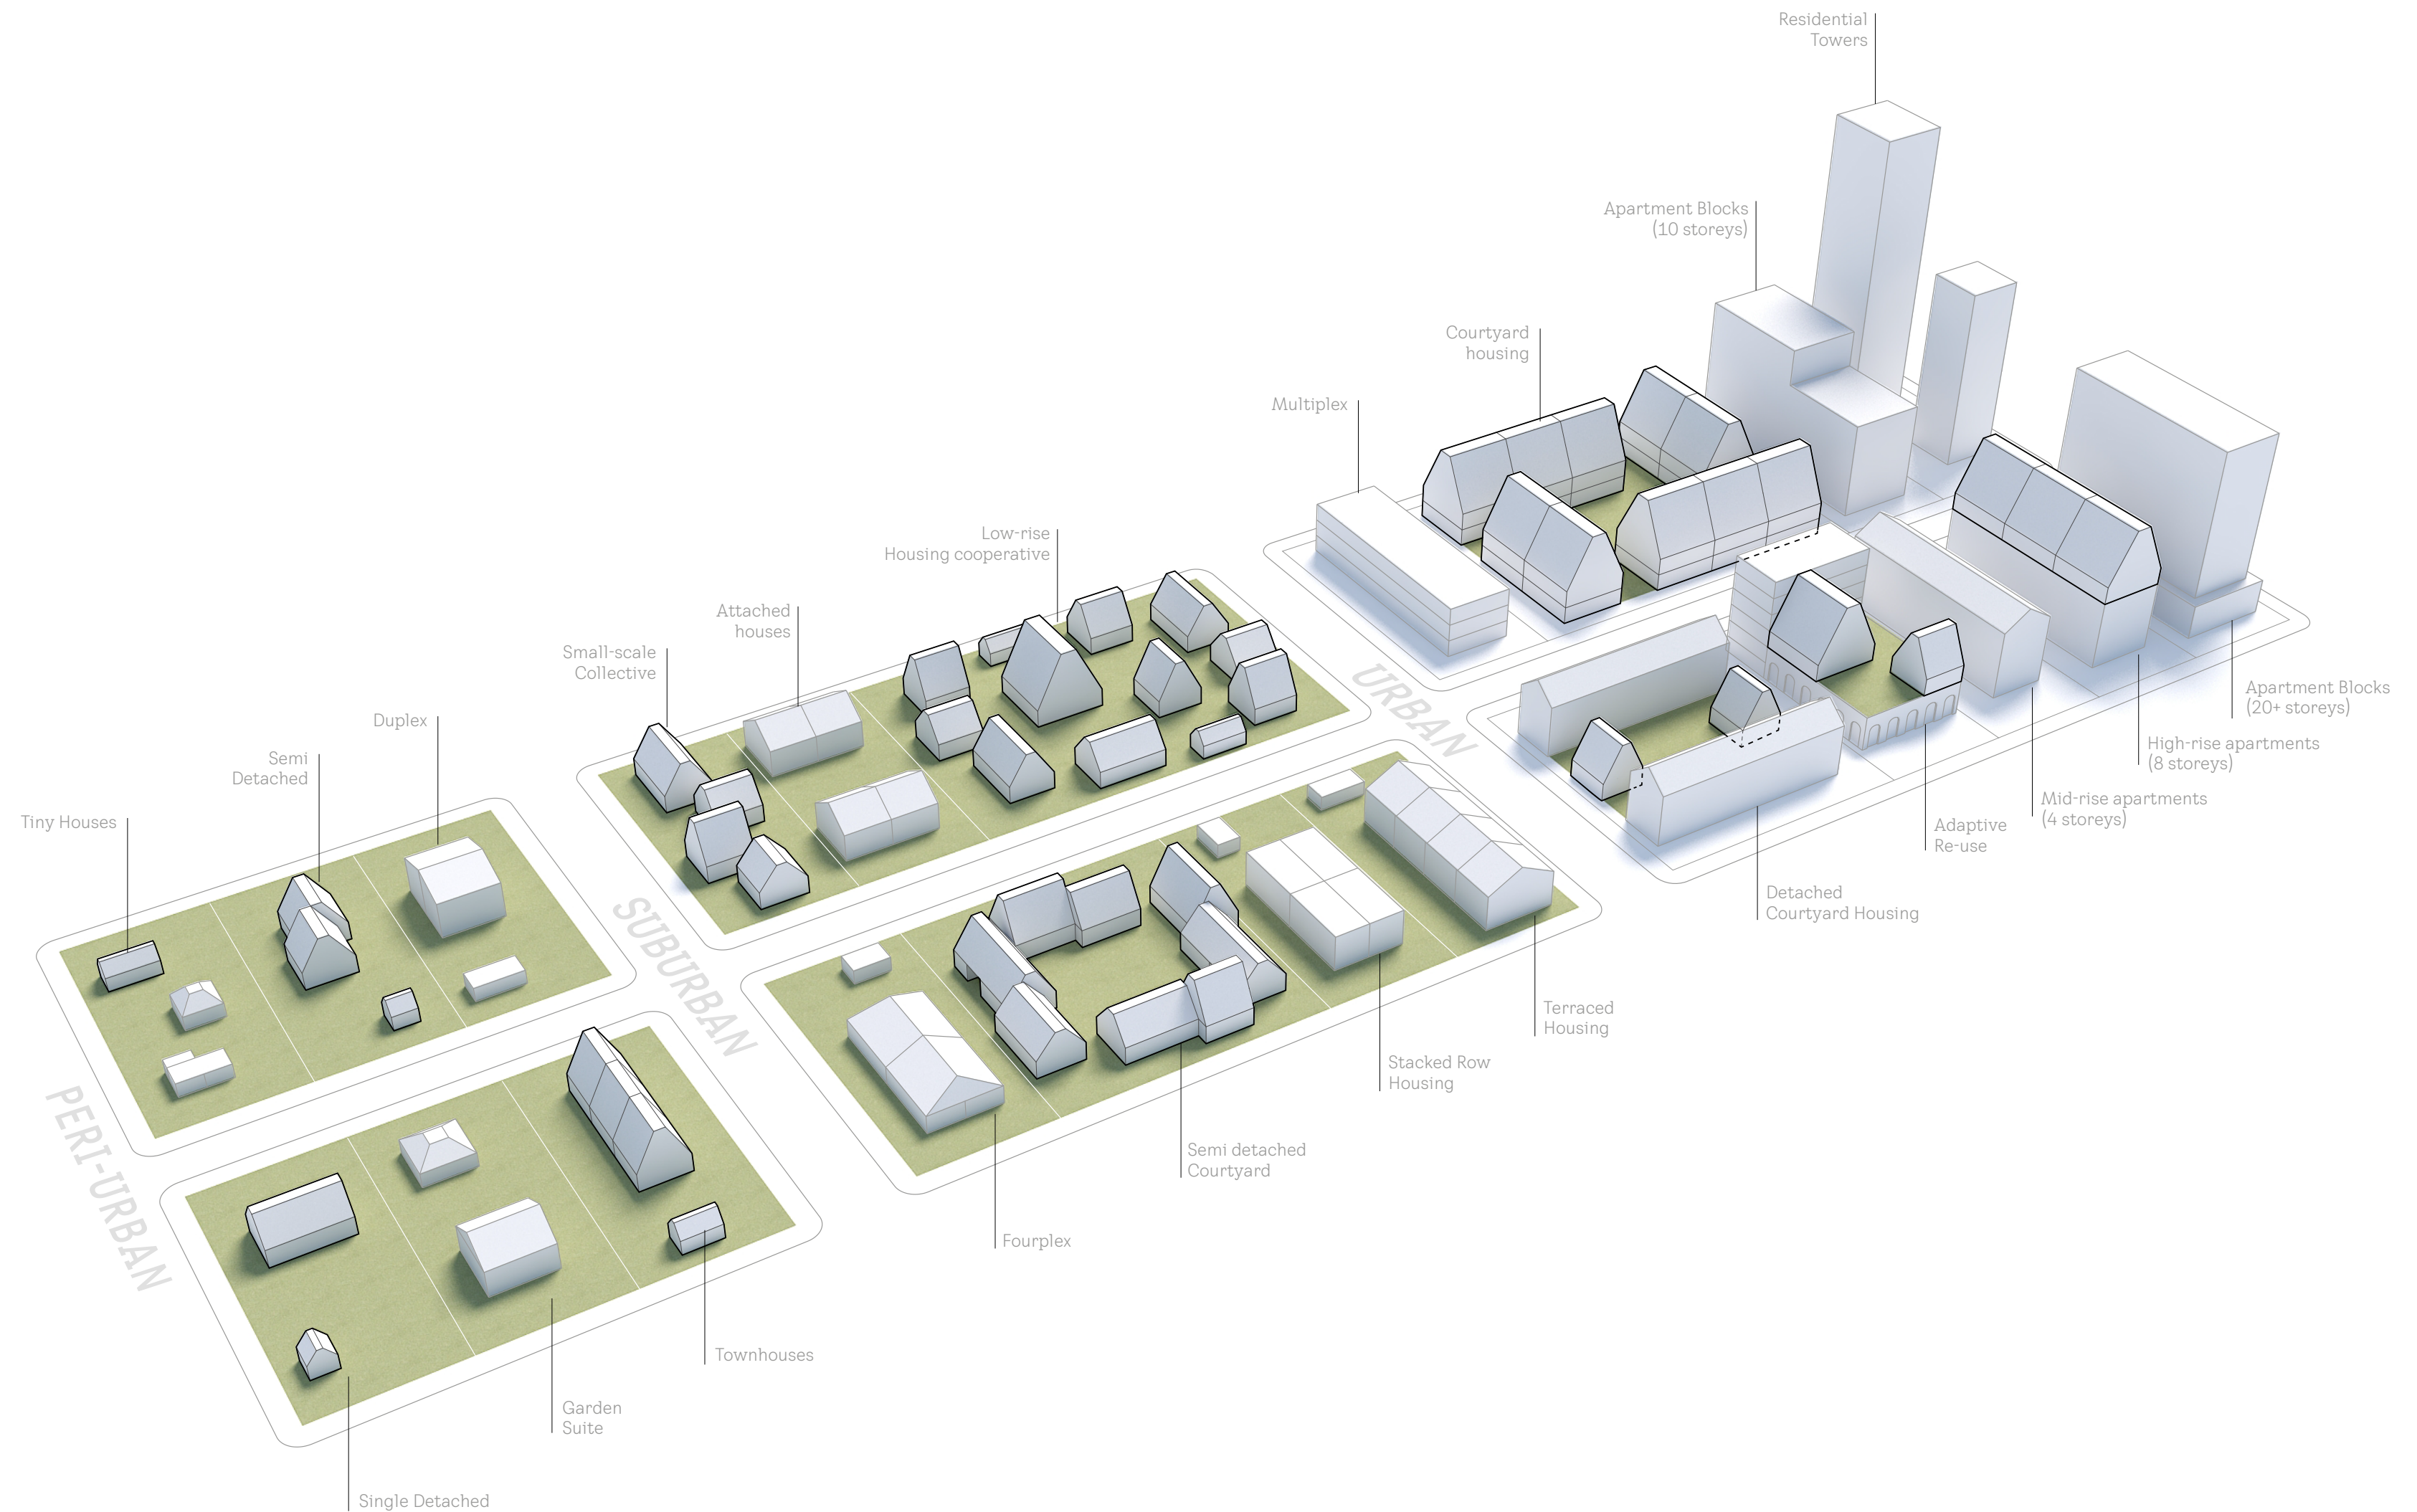 Residential
Towers
Apartment Blocks
(10 storeys)
Courtyard
housing
Multiplex
Low-rise
Housing cooperative
Attached
houses
Small-scale
Collective
Duplex
Semi
Detached
Tiny Houses
URBAN
SUBURBAN
PERI-URBAN
Apartment Blocks
(20+ storeys)
High-rise apartments
(8 storeys)
Mid-rise apartments
(4 storeys)
Adaptive
Re-use
Detached
Courtyard Housing
Terraced
Housing
Stacked Row
Housing
Semi detached
Courtyard
Fourplex
Townhouses
Garden
Suite
Single Detached